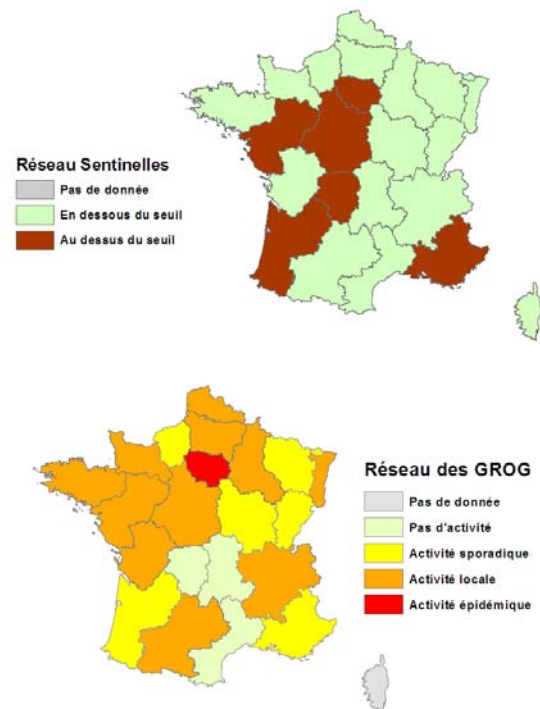 Réseau Sentinelles
Pas de donnée
En dessous du seuil
Au dessus du seuil
Réseau des GROG
Pas de donnée
Pas d'activité
Activité sporadique
Activité locale
Activité épidémique